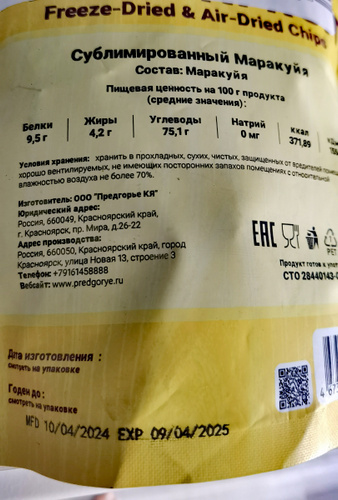 Freeze-Dried & Air-Dried Chips
Сублимированный Маракуйя
Состав: Маракуйя
Пищевая ценность на 100 г продукта
(средние значения):
Белки Жиры Углеводы Натрий ккал
9,5 г 4,2 г 75,1 г 0 мг 371,89
Условия хранения: хранить в прохладных, сухих, чистых, защищенных от вредителей
хорошо вентилируемых, не имеющих посторонних запахов помещениях с относительной
влажностью воздуха не более 70%.
Изготовитель: ООО "Предгорье КЯ"
Юридический адрес:
Россия, 660049, Красноярский край,
г. Красноярск, пр. Мира, д.26-22
Адрес производства:
Россия, 660050, Красноярский край, город
Красноярск, улица Новая 13, строение 3
Телефон: +79161458888
Вебсайт: www.predgorye.ru
EAC
PET
Продукт готов к
СТО 28440143-
Дата изготовления :
смотреть на упаковке
Годен до:
смотреть на упаковке
MFD 10/04/2024 EXP 09/04/2025